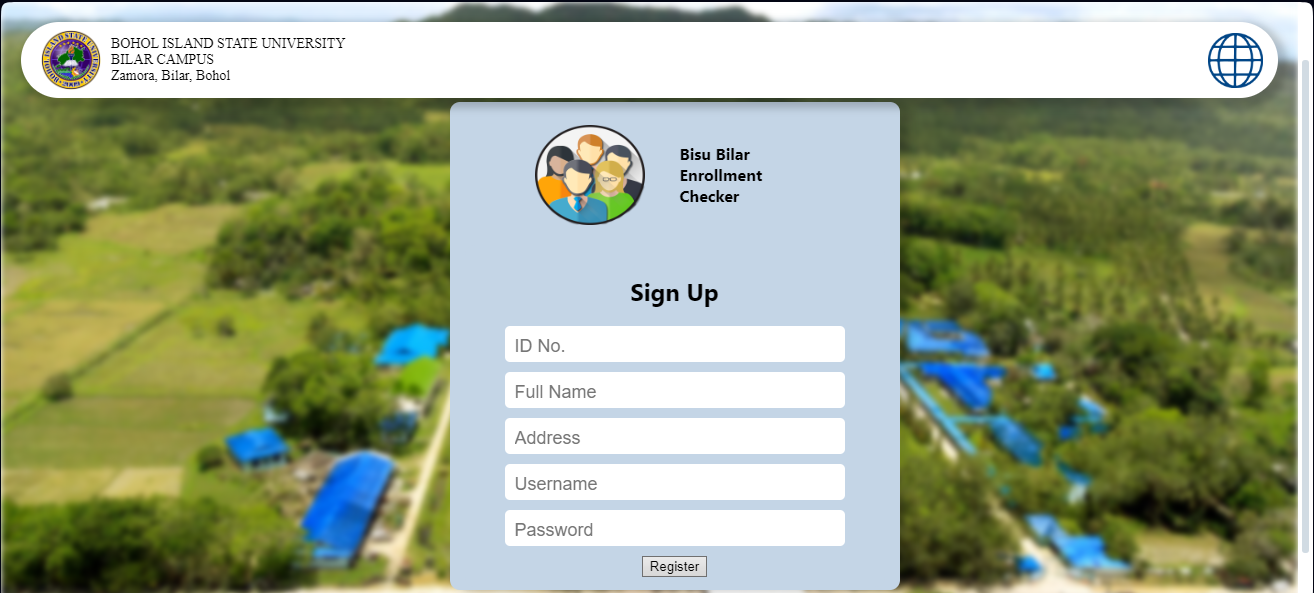 BOHOL ISLAND STATE UNIVERSITY
BILAR CAMPUS
Zamora, Bilar, Bohol
Bisu Bilar
Enrollment
Checker
Sign Up
ID No.
Full Name
Address
Username
Password
Register